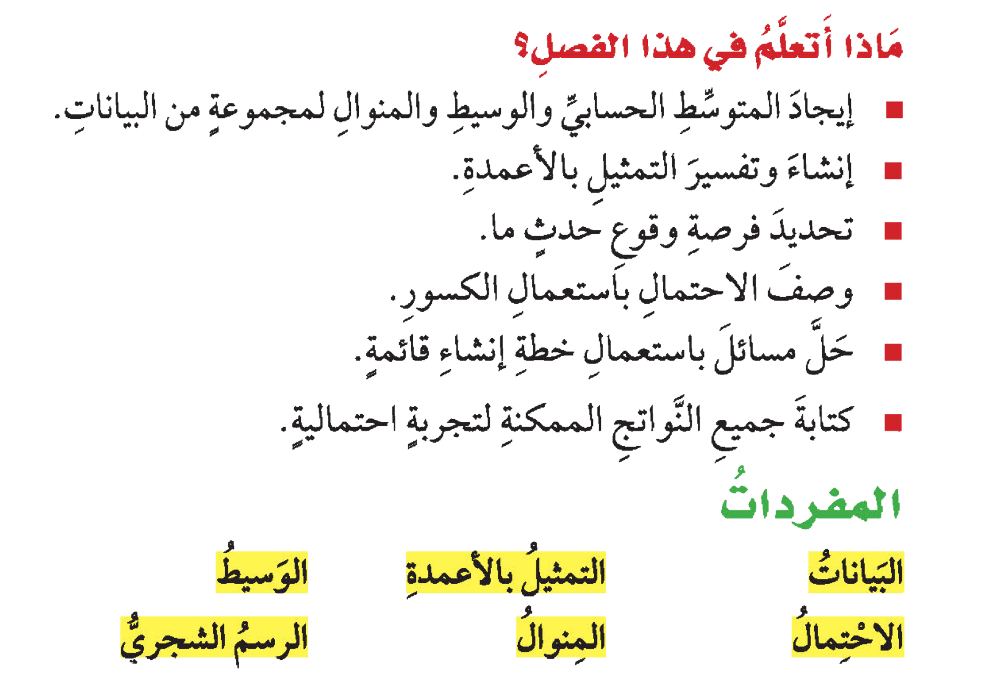 مَاذا أَتعلَّمُ في هذا الفصلِ؟
إيجادَ المتوسِّطِ الحسابيِّ والوسيطِ والمنوالِ لمجموعةٍ من البياناتِ.
إنشاءَ وتفسيرَ التمثيلِ بالأعمدةِ.
تحديدَ فرصةِ وقوعِ حدثٍ ما.
وصفَ الاحتمالِ باستعمالِ الكسورِ.
حَلَّ مسائلَ باستعمالِ خطةِ إنشاءِ قائمةٍ.
كتابةَ جميعِ النَّواتجِ الممكنةِ لتجربةٍ احتماليةٍ.
المفرداتُ
البَياناتُ التمثيلُ بالأعمدةِ الوَسيطُ
الاحْتِمالُ المِنوالُ الرسمُ الشجريُّ